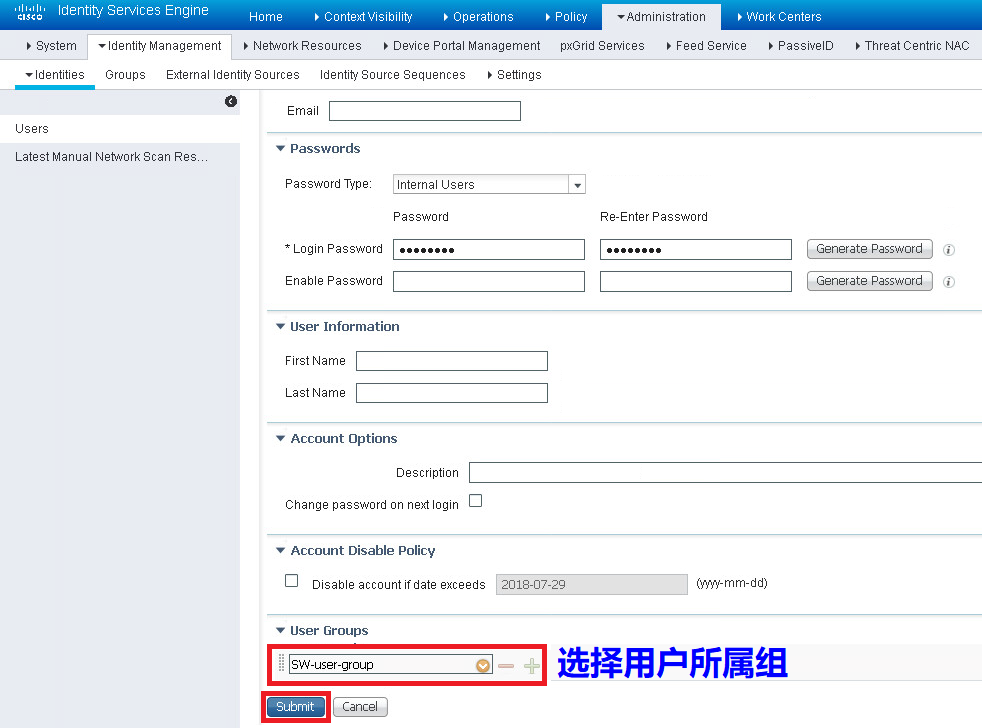 cisco Identity Services Engine Home Context Visibility Operations Policy Administration Work Centers
System Identity Management Network Resources Device Portal Management pxGrid Services Feed Service PassiveID Threat Centric NAC
Identities Groups External Identity Sources Identity Source Sequences Settings
Users
Latest Manual Network Scan Res...
Email
Passwords
Password Type: Internal Users
Password Re-Enter Password
* Login Password •••••••• •••••••• Generate Password i
Enable Password Generate Password i
User Information
First Name
Last Name
Account Options
Description
Change password on next login
Account Disable Policy
Disable account if date exceeds 2018-07-29 (yyyy-mm-dd)
User Groups
SW-user-group 选择用户所属组
Submit Cancel